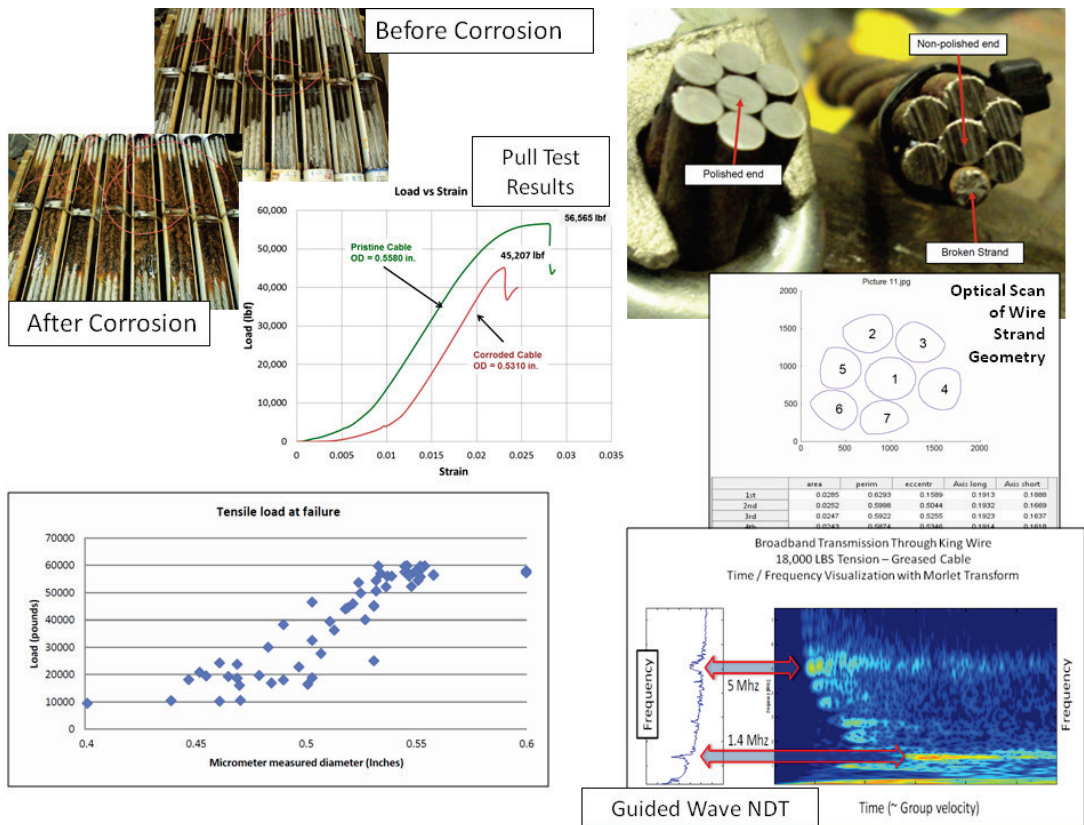 Before Corrosion
After Corrosion
Pull Test
Results
Load vs Strain
60,000
50,000
40,000
30,000
20,000
10,000
0
Load (lbf)
0
0.005
0.01
0.015
0.02
0.025
0.03
0.035
Strain
56,565 lbf
45,207 lbf
Pristine Cable
OD = 0.5580 in.
Corroded Cable
OD = 0.5310 in.
Non-polished end
Polished end
Broken Strand
Picture 11.jpg
Optical Scan
of Wire
Strand
Geometry
2000
1500
1000
500
0
0
500
1000
1500
2000
2
3
5
1
4
6
7
area perim eccentr Axis long Axis short
1st 0.0285 0.6293 0.1589 0.1913 0.1888
2nd 0.0252 0.5998 0.5044 0.1932 0.1669
3rd 0.0247 0.5922 0.5255 0.1923 0.1637
Tensile load at failure
70000
60000
50000
40000
30000
20000
10000
0
Load (pounds)
0.4
0.45
0.5
0.55
0.6
Micrometer measured diameter (Inches)
Broadband Transmission Through King Wire
18,000 LBS Tension – Greased Cable
Time / Frequency Visualization with Morlet Transform
Frequency
5 Mhz
1.4 Mhz
Frequency
Guided Wave NDT
Time (~ Group velocity)